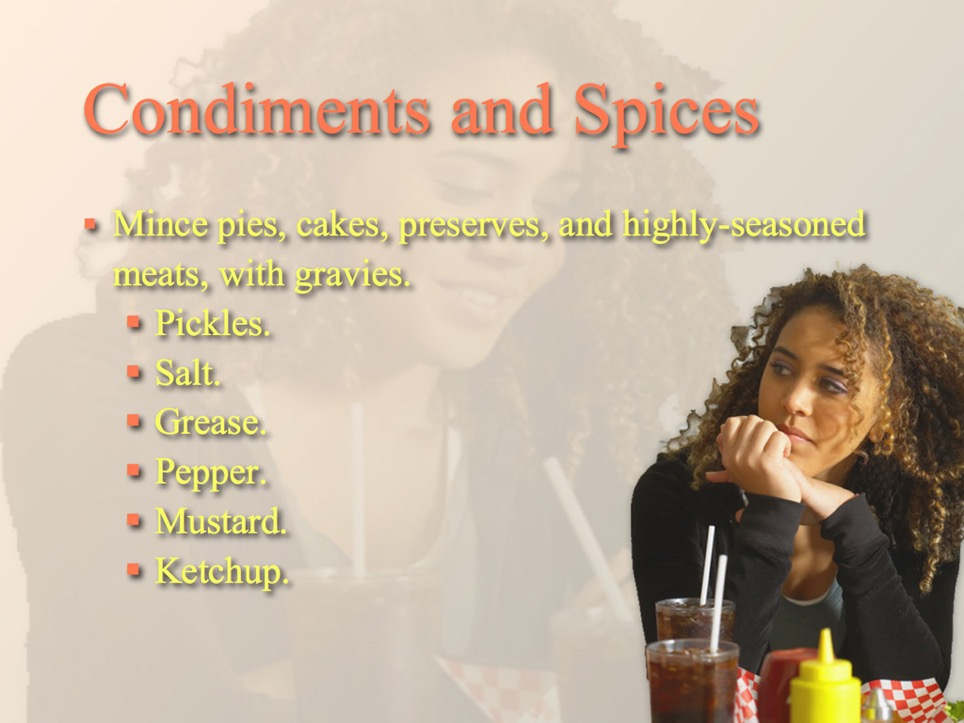 Condiments and Spices
▪ Mince pies, cakes, preserves, and highly-seasoned
meats, with gravies.
▪ Pickles.
▪ Salt.
▪ Grease.
▪ Pepper.
▪ Mustard.
▪ Ketchup.